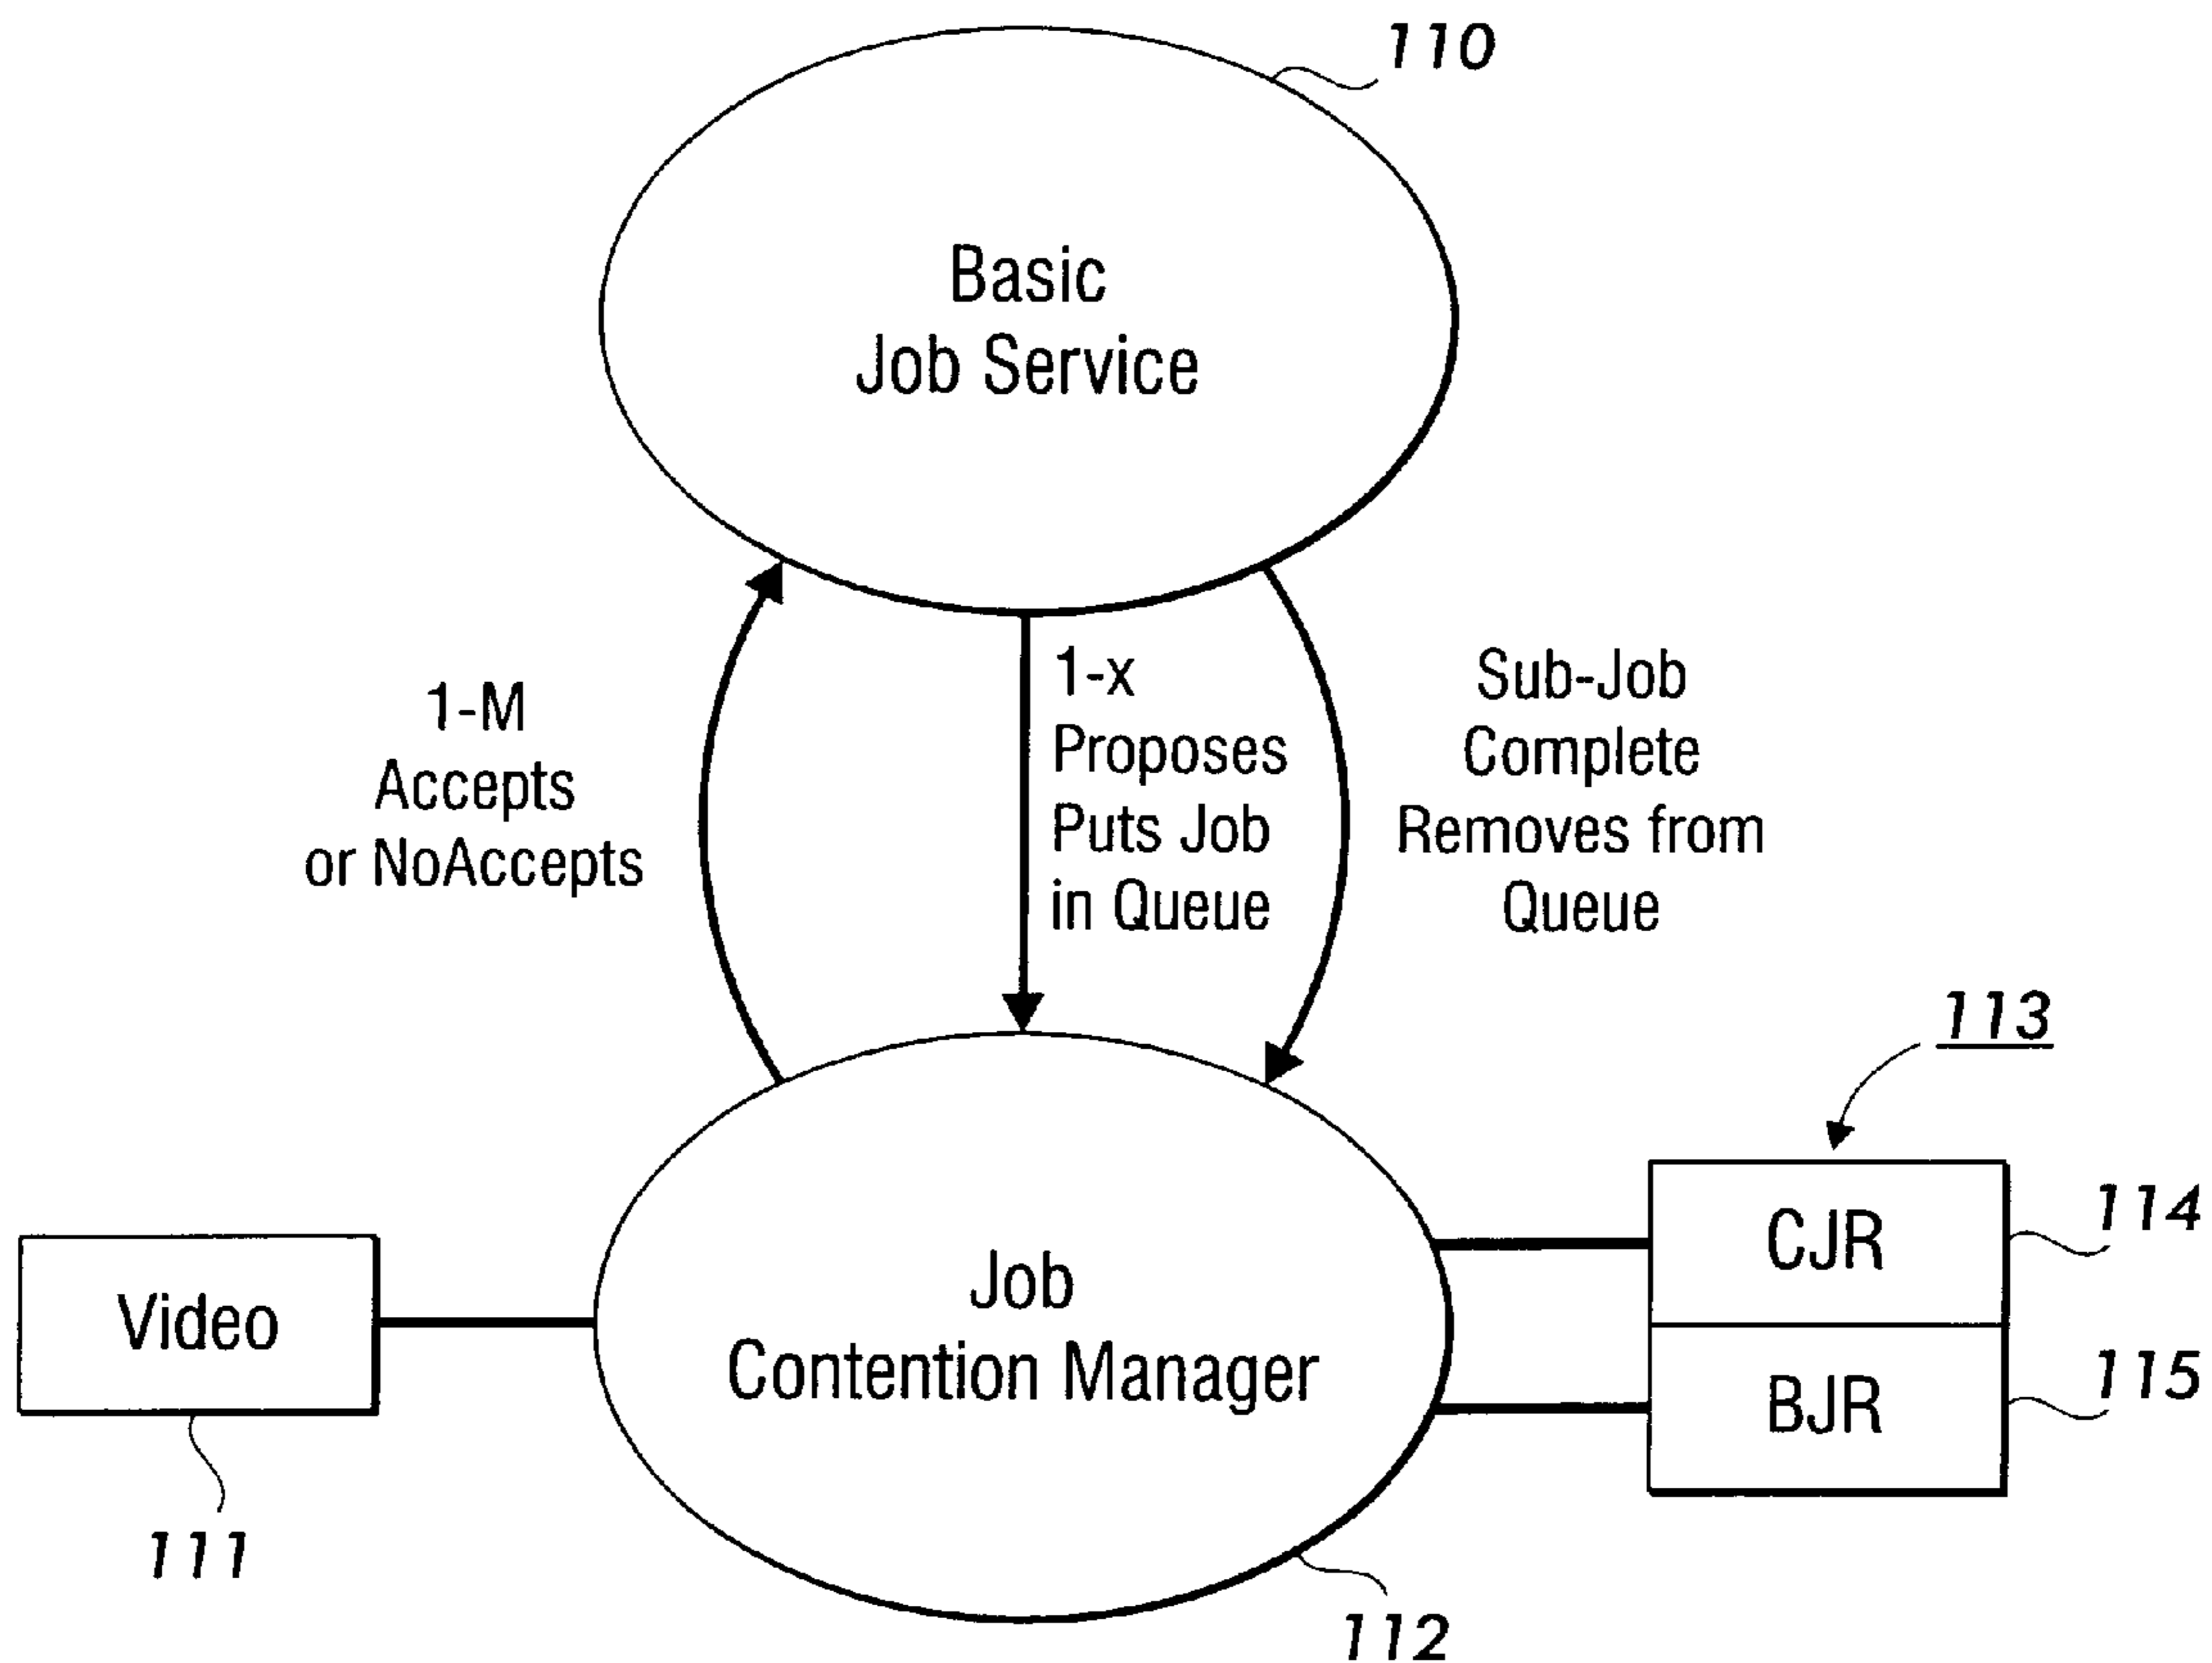 110
Basic
Job Service
1-M
Accepts
or NoAccepts
1-x
Proposes
Puts Job
in Queue
Sub-Job
Complete
Removes from
Queue
113
CJR
114
BJR
115
Video
111
Job
Contention Manager
112